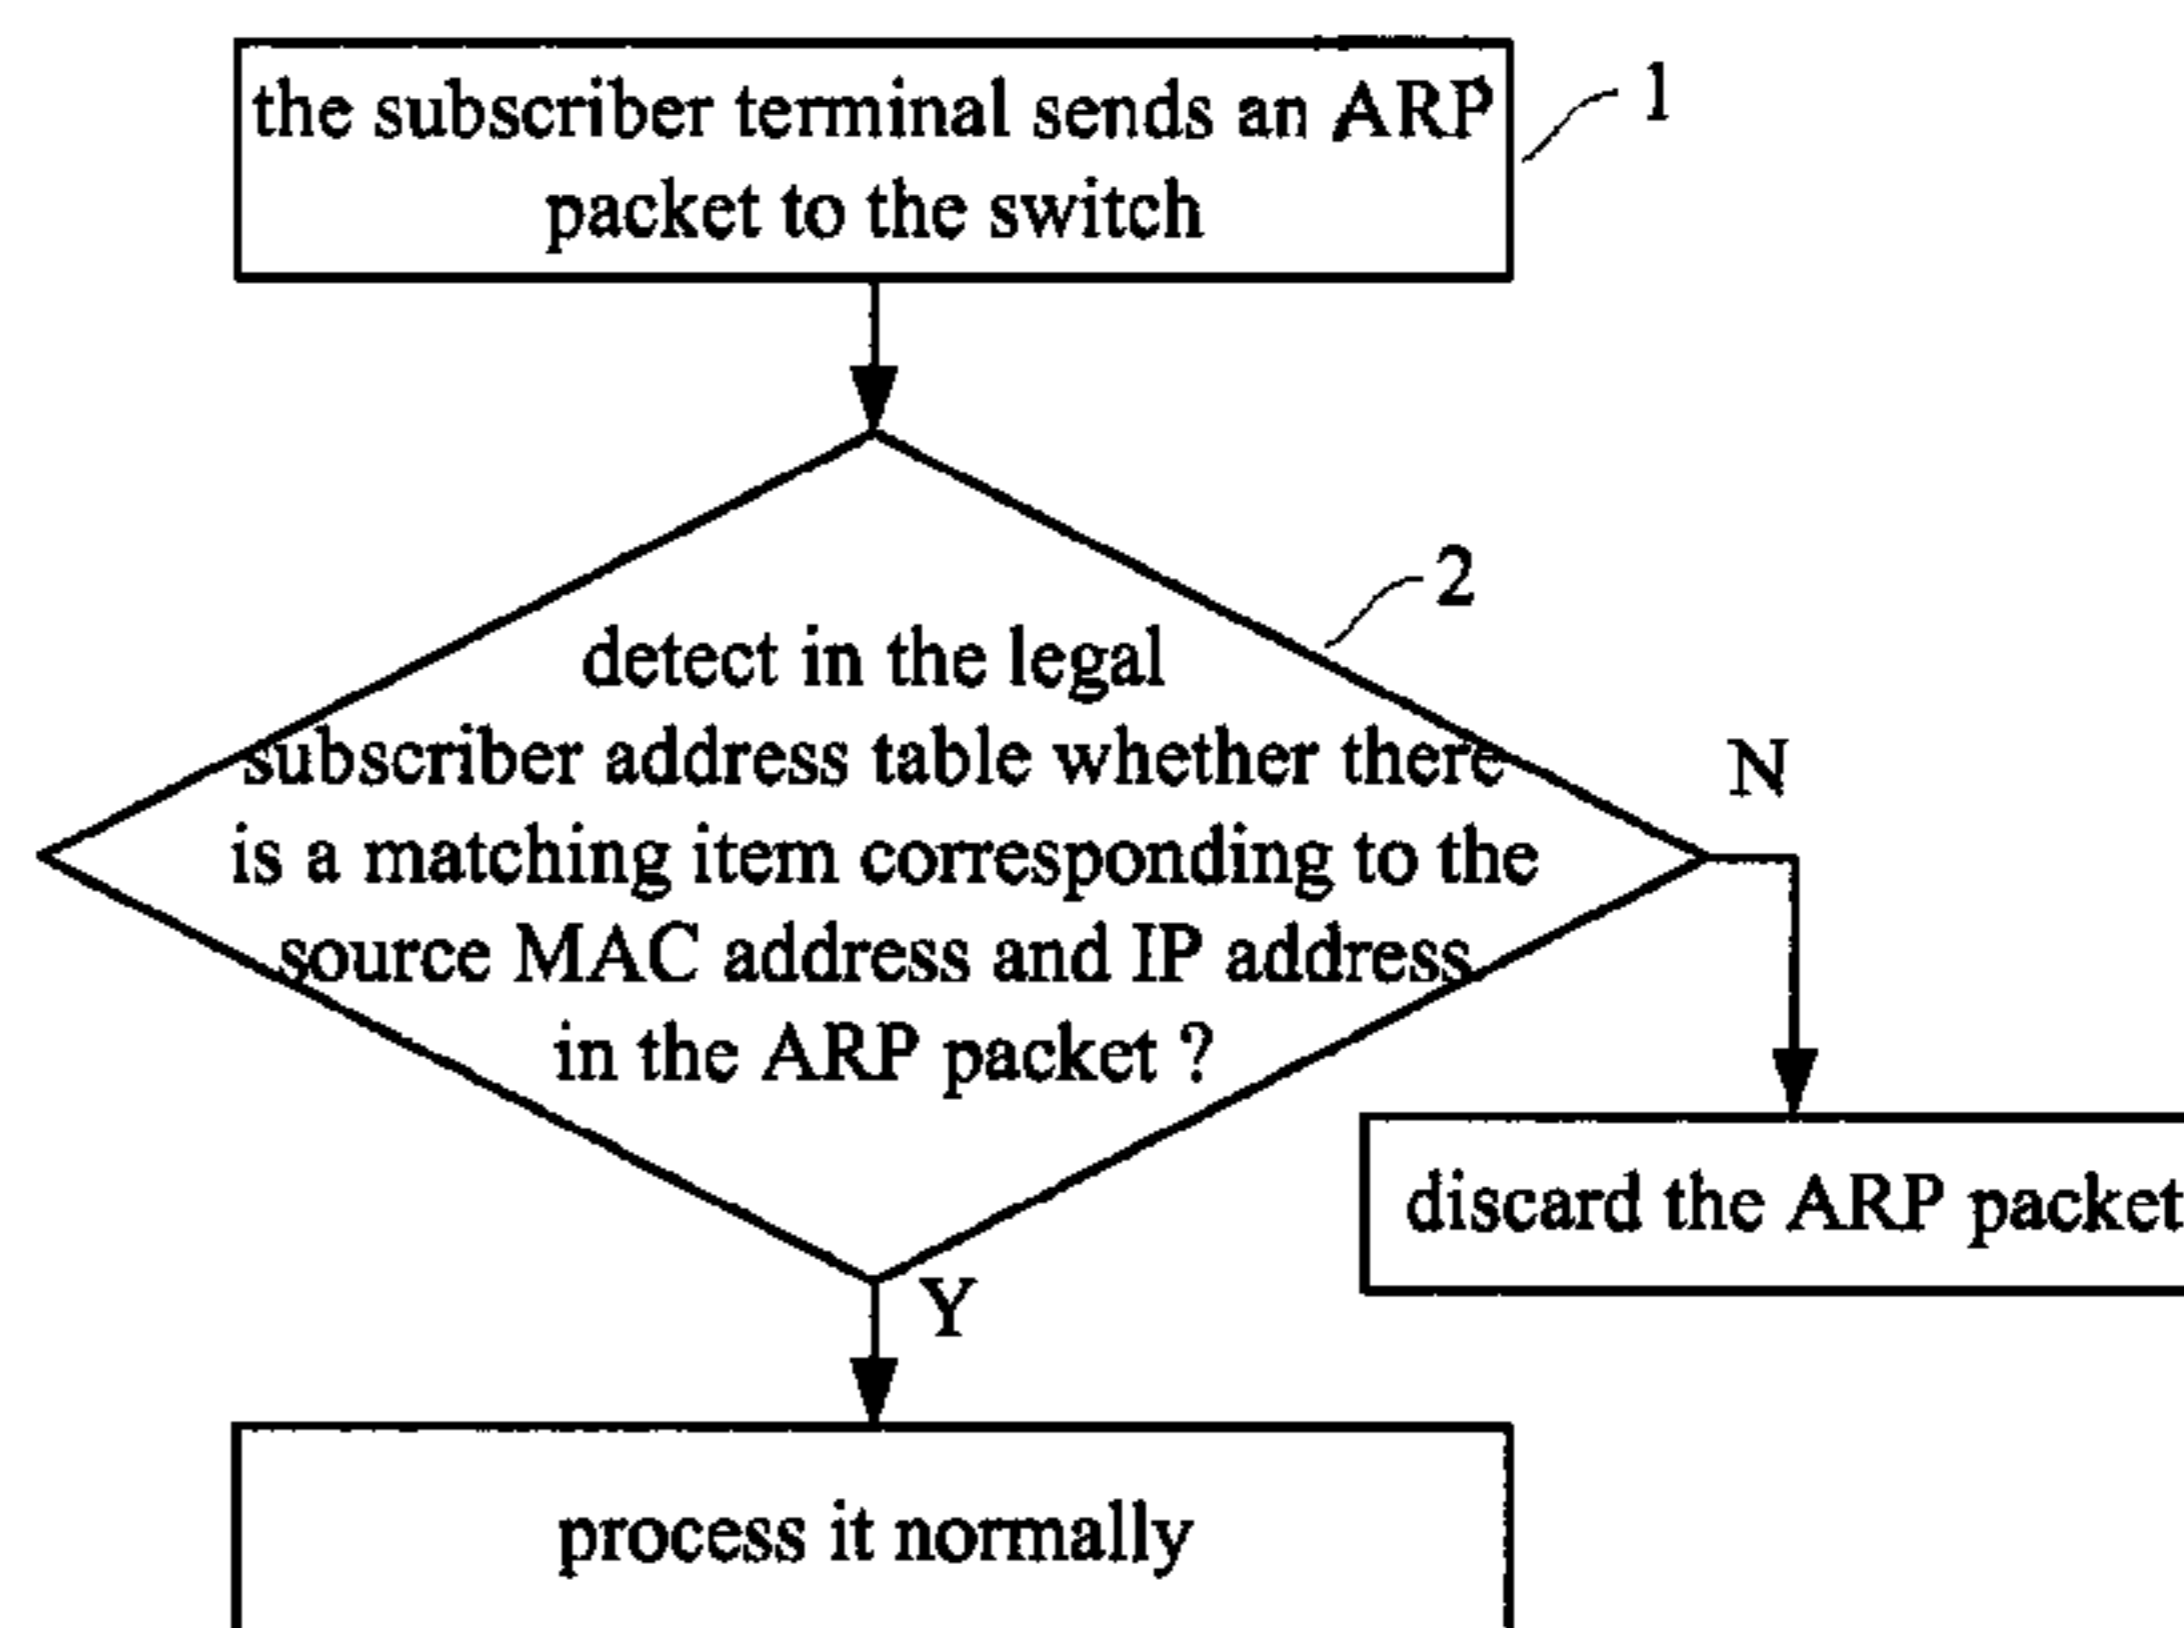 the subscriber terminal sends an ARP
packet to the switch
1
2
detect in the legal
subscriber address table whether there
is a matching item corresponding to the
source MAC address and IP address
in the ARP packet ?
N
discard the ARP packet
Y
process it normally